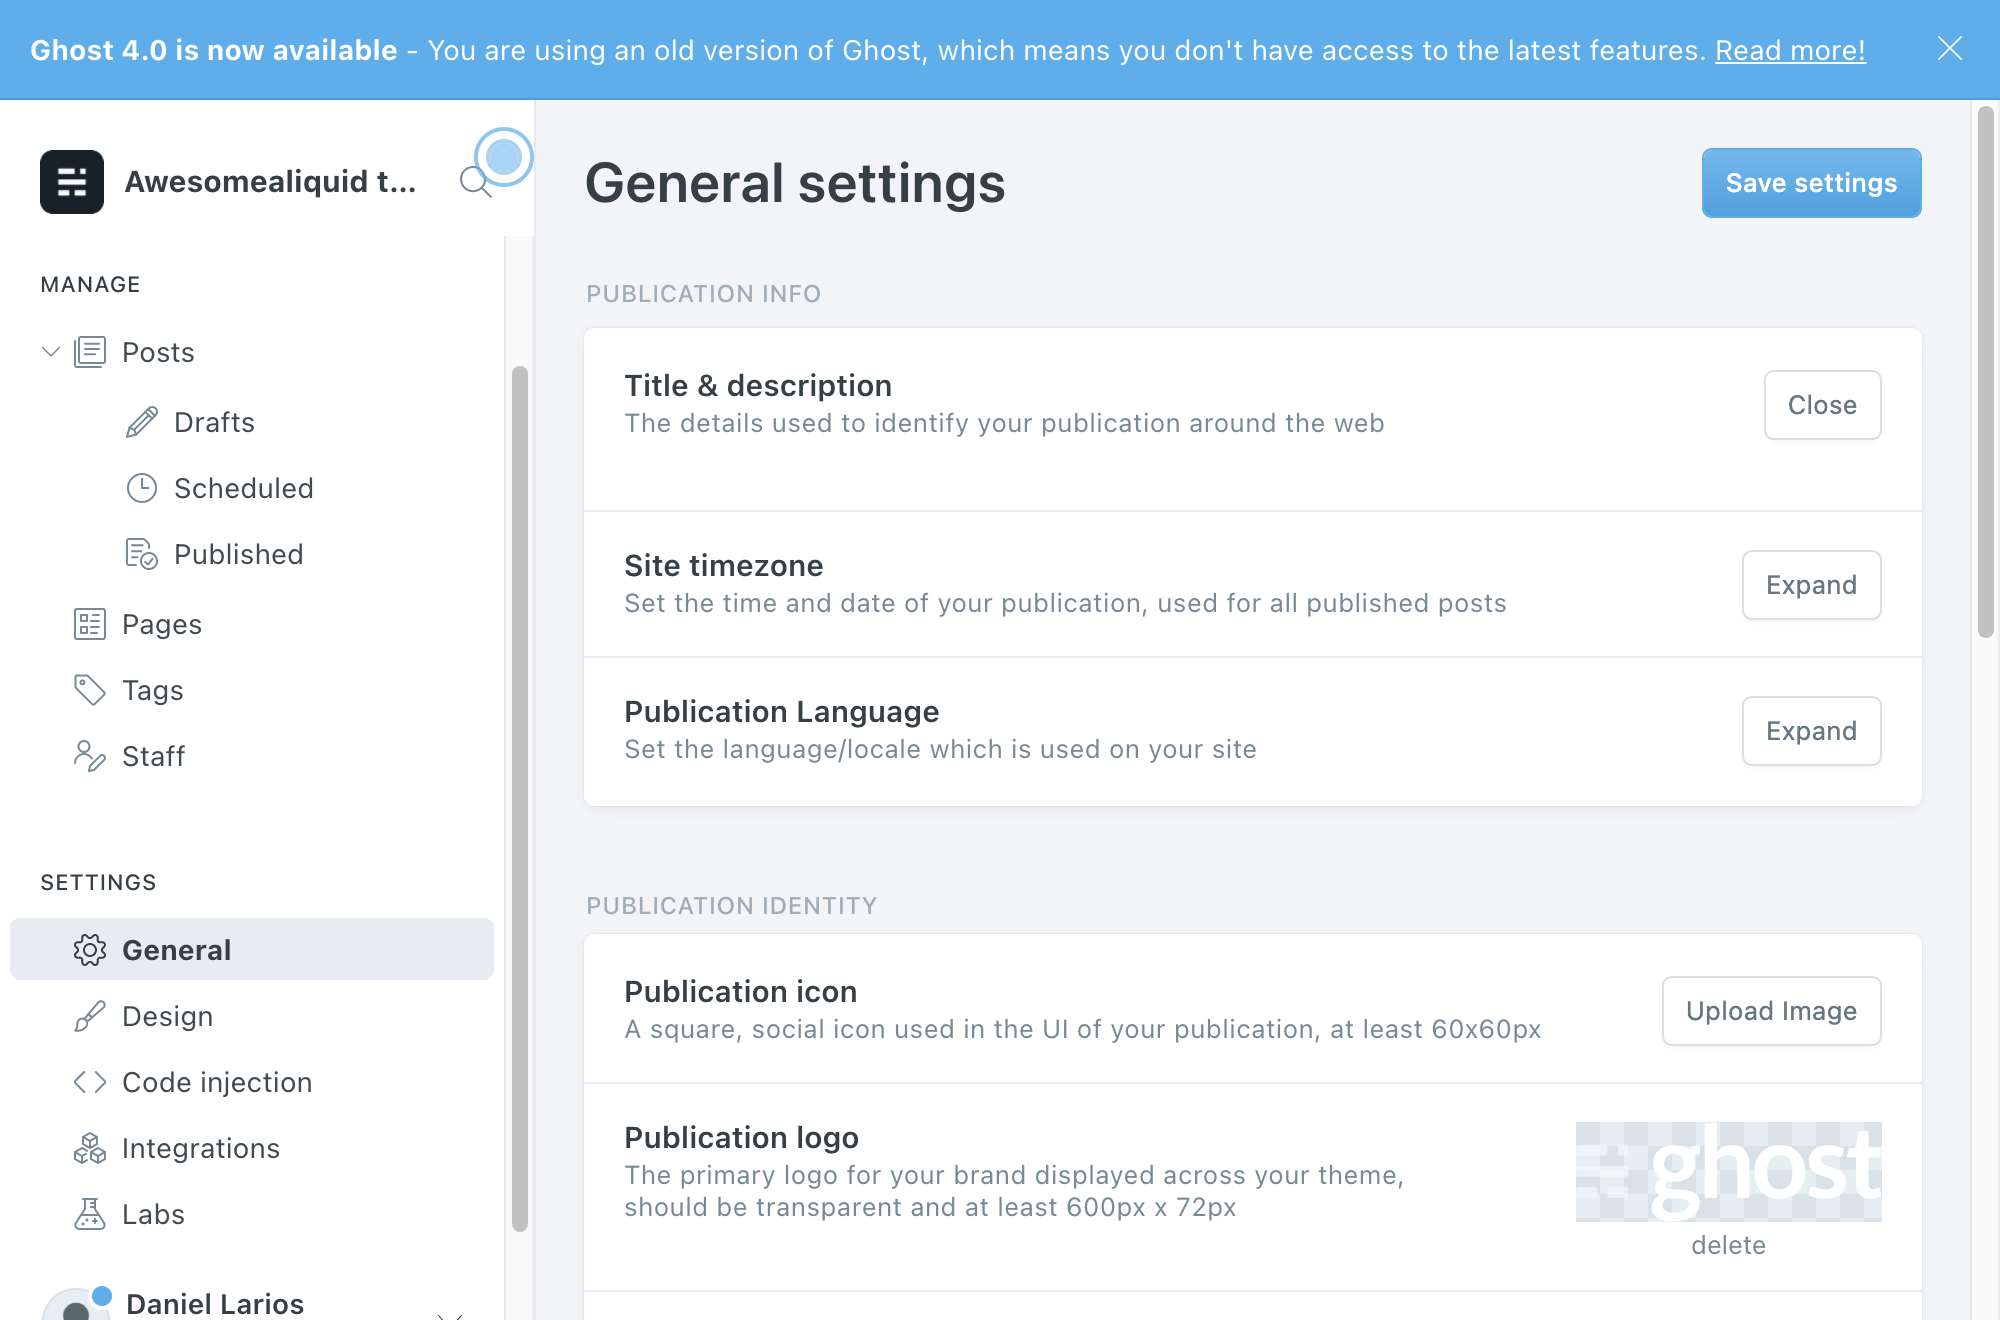 Ghost 4.0 is now available - You are using an old version of Ghost, which means you don't have access to the latest features. Read more!
Awesomealiquid t...
MANAGE
Posts
Drafts
Scheduled
Published
Pages
Tags
Staff
SETTINGS
General
Design
Code injection
Integrations
Labs
Daniel Larios
General settings
Save settings
PUBLICATION INFO
Title & description
The details used to identify your publication around the web
Close
Site timezone
Set the time and date of your publication, used for all published posts
Expand
Publication Language
Set the language/locale which is used on your site
Expand
PUBLICATION IDENTITY
Publication icon
A square, social icon used in the UI of your publication, at least 60x60px
Upload Image
Publication logo
The primary logo for your brand displayed across your theme,
should be transparent and at least 600px x 72px
ghost
delete